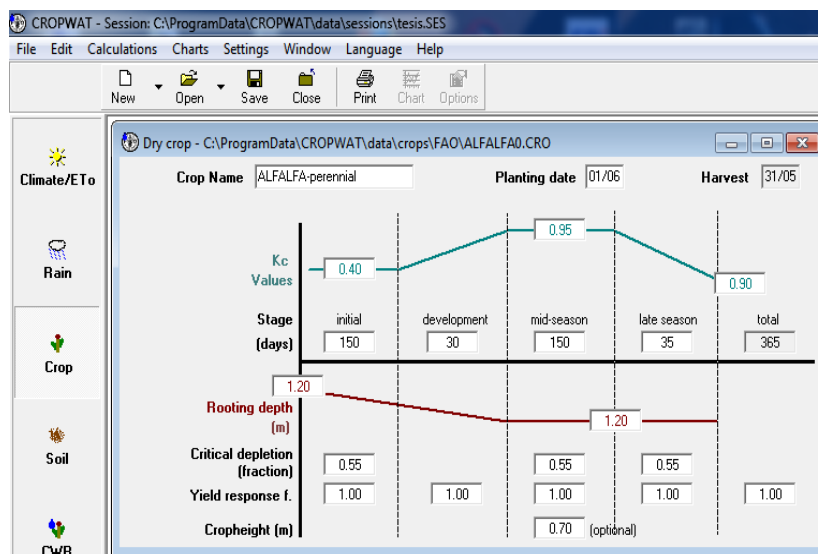 CROPWAT - Session: C:\ProgramData\CROPWAT\data\sessions\tesis.SES
File Edit Calculations Charts Settings Window Language Help
New Open Save Close Print Chart Options
Dry crop - C:\ProgramData\CROPWAT\data\crops\FAO\ALFALFA0.CRO
Climate/ETo
Rain
Crop
Soil
CWR
Crop Name ALFALFA-perennial Planting date 01/06 Harvest 31/05
0.95
Kc 0.40
Values 0.90
Stage initial development mid-season late season total
(days) 150 30 150 35 365
1.20
Rooting depth 1.20
(m)
Critical depletion
(fraction) 0.55 0.55 0.55
Yield response f. 1.00 1.00 1.00 1.00 1.00
Cropheight (m) 0.70 (optional)